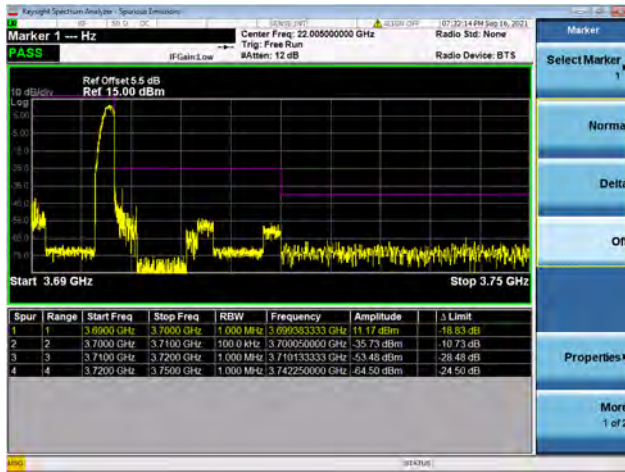 Keysight Spectrum Analyzer - Spurious Emissions
RF 50 Ω DC SENSE:INT ALIGN OFF 07:32:14 PM Sep 16, 2021
Marker 1 --- Hz Center Freq: 22.005000000 GHz Radio Std: None Marker
Trig: Free Run
PASS IFGain:Low #Atten: 12 dB Radio Device: BTS
Select Marker
1
Ref Offset 5.5 dB
10 dB/div Ref 15.00 dBm
Log
5.00
Norma
Delta
Of
Start 3.69 GHz Stop 3.75 GHz
Spur Range Start Freq Stop Freq RBW Frequency Amplitude Δ Limit
1 1 3.6900 GHz 3.7000 GHz 1.000 MHz 3.699383333 GHz 11.17 dBm -18.83 dB
2 2 3.7000 GHz 3.7100 GHz 100.0 kHz 3.700050000 GHz -35.73 dBm -10.73 dB
3 3 3.7100 GHz 3.7200 GHz 1.000 MHz 3.710133333 GHz -53.48 dBm -28.48 dB
4 4 3.7200 GHz 3.7500 GHz 1.000 MHz 3.742250000 GHz -64.50 dBm -24.50 dB
Properties
More
1 of 2
MSG STATUS